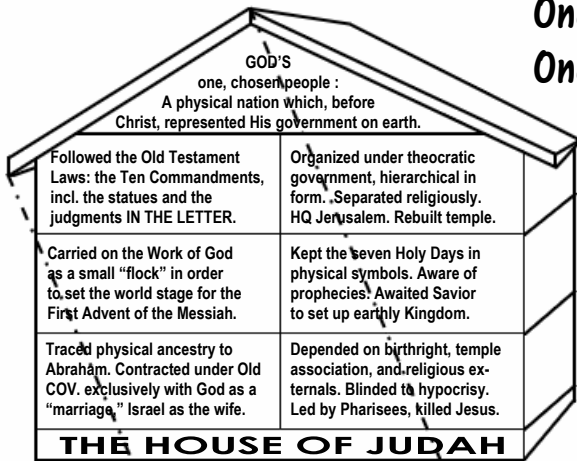 On
On
GOD'S
one, chosen people :
A physical nation which, before
Christ, represented His government on earth.
Followed the Old Testament
Laws: the Ten Commandments,
incl. the statues and the
judgments IN THE LETTER.
Organized under theocratic
government, hierarchical in
form. Separated religiously.
HQ Jerusalem. Rebuilt temple.
Carried on the Work of God
as a small “flock” in order
to set the world stage for the
First Advent of the Messiah.
Kept the seven Holy Days in
physical symbols. Aware of
prophecies. Awaited Savior
to set up earthly Kingdom.
Traced physical ancestry to
Abraham. Contracted under Old
COV. exclusively with God as a
“marriage,” Israel as the wife.
Depended on birthright, temple
association, and religious ex-
ternals. Blinded to hypocrisy.
Led by Pharisees, killed Jesus.
THE HOUSE OF JUDAH